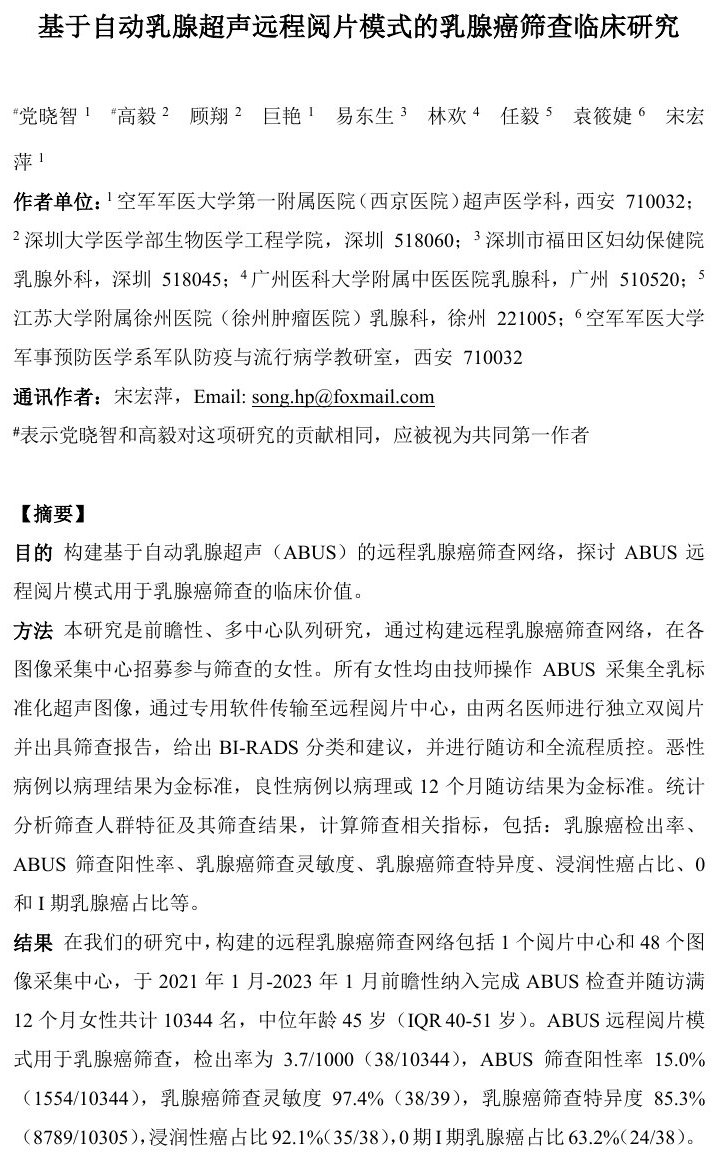 基于自动乳腺超声远程阅片模式的乳腺癌筛查临床研究
#党晓智 1 #高毅 2 顾翔 2 巨艳 1 易东生 3 林欢 4 任毅 5 袁筱婕 6 宋宏
萍 1
作者单位：1 空军军医大学第一附属医院（西京医院）超声医学科，西安 710032；
2 深圳大学医学部生物医学工程学院，深圳 518060；3 深圳市福田区妇幼保健院
乳腺外科，深圳 518045；4 广州医科大学附属中医医院乳腺科，广州 510520；5
江苏大学附属徐州医院（徐州肿瘤医院）乳腺科，徐州 221005；6 空军军医大学
军事预防医学系军队防疫与流行病学教研室，西安 710032
通讯作者：宋宏萍，Email: song.hp@foxmail.com
#表示党晓智和高毅对这项研究的贡献相同，应被视为共同第一作者
【摘要】
目的 构建基于自动乳腺超声（ABUS）的远程乳腺癌筛查网络，探讨 ABUS 远
程阅片模式用于乳腺癌筛查的临床价值。
方法 本研究是前瞻性、多中心队列研究，通过构建远程乳腺癌筛查网络，在各
图像采集中心招募参与筛查的女性。所有女性均由技师操作 ABUS 采集全乳标
准化超声图像，通过专用软件传输至远程阅片中心，由两名医师进行独立双阅片
并出具筛查报告，给出 BI-RADS 分类和建议，并进行随访和全流程质控。恶性
病例以病理结果为金标准，良性病例以病理或 12 个月随访结果为金标准。统计
分析筛查人群特征及其筛查结果，计算筛查相关指标，包括：乳腺癌检出率、
ABUS 筛查阳性率、乳腺癌筛查灵敏度、乳腺癌筛查特异度、浸润性癌占比、0
和 I 期乳腺癌占比等。
结果 在我们的研究中，构建的远程乳腺癌筛查网络包括 1 个阅片中心和 48 个图
像采集中心，于 2021 年 1 月-2023 年 1 月前瞻性纳入完成 ABUS 检查并随访满
12 个月女性共计 10344 名，中位年龄 45 岁（IQR 40-51 岁）。ABUS 远程阅片模
式用于乳腺癌筛查，检出率为 3.7/1000（38/10344），ABUS 筛查阳性率 15.0%
（1554/10344），乳腺癌筛查灵敏度 97.4%（38/39），乳腺癌筛查特异度 85.3%
（8789/10305），浸润性癌占比 92.1%（35/38），0 期 I 期乳腺癌占比 63.2%（24/38）。